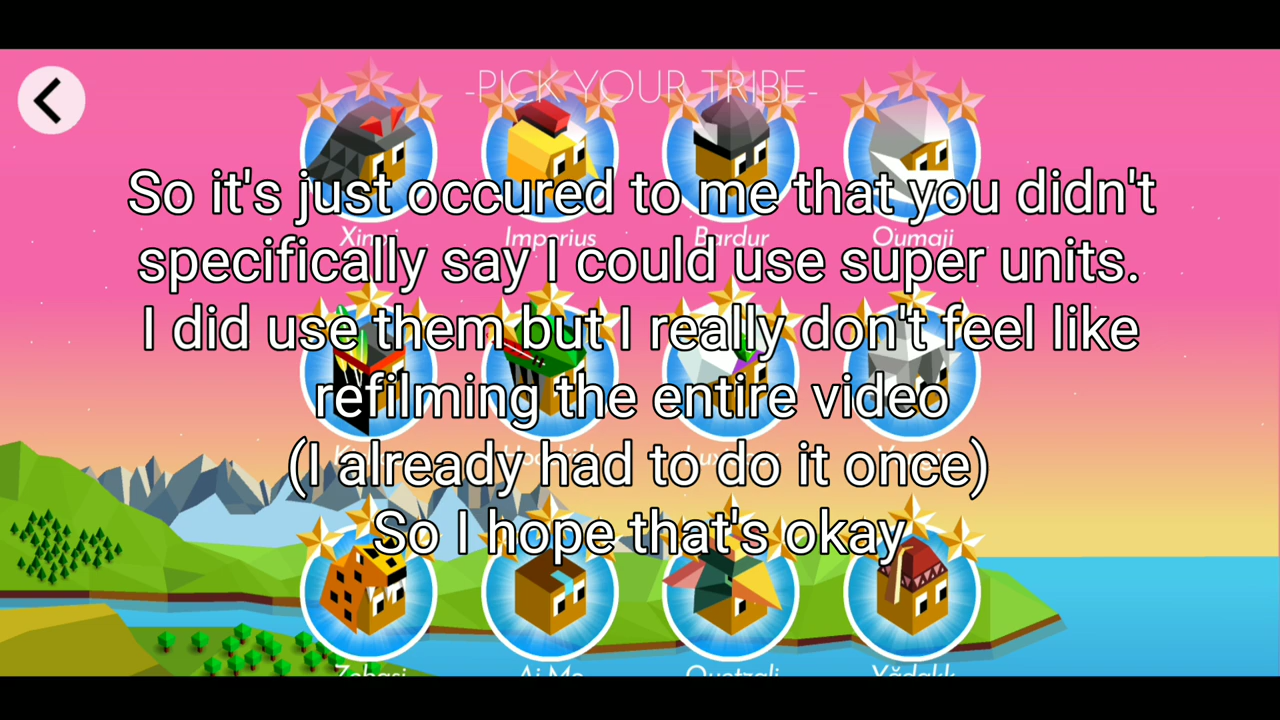 -PICK YOUR TRIBE-
So it's just occured to me that you didn't
Imperius
Bardur
Oumaji
specifically say I could use super units.
I did use them but I really don't feel like
refilming the entire video
(I already had to do it once)
So I hope that's okay
Zebasi
Ai-Mo
Quetzali
Yădakk